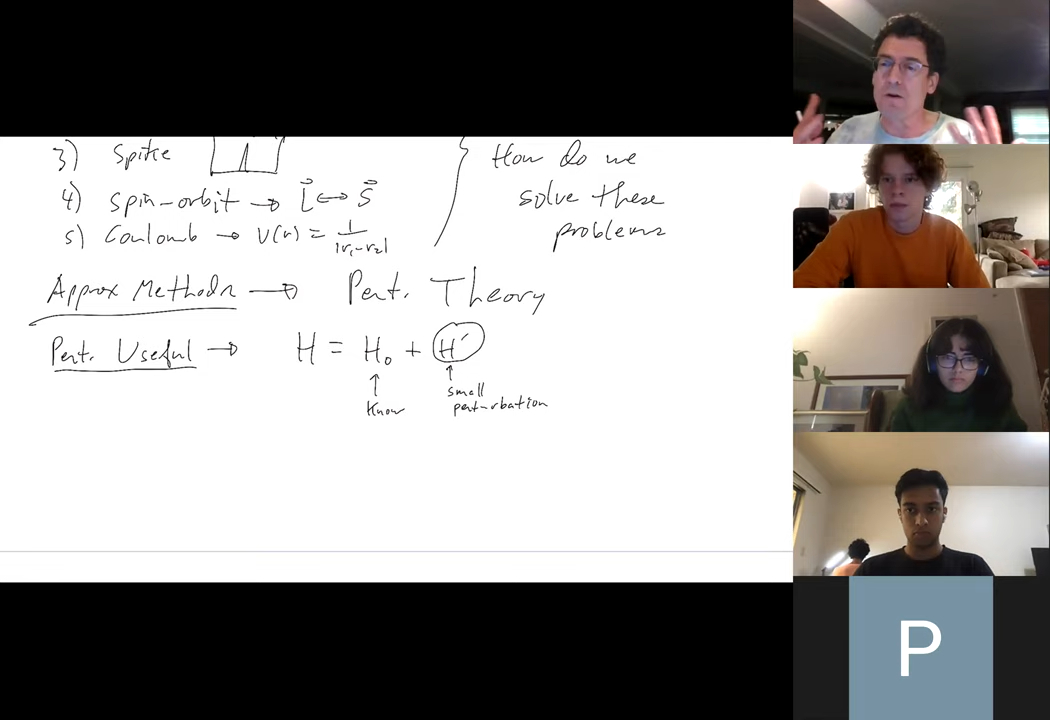 3) Spike
How do we
4) Spin-orbit → L⃗ ↔ S⃗
solve these
5) Coulomb → V(r) = 1/|r₁-r₂|
problems
Approx Methods → Pert. Theory
Pert. Useful → H = H₀ + H'
↑ ↑
Know small
perturbation
P